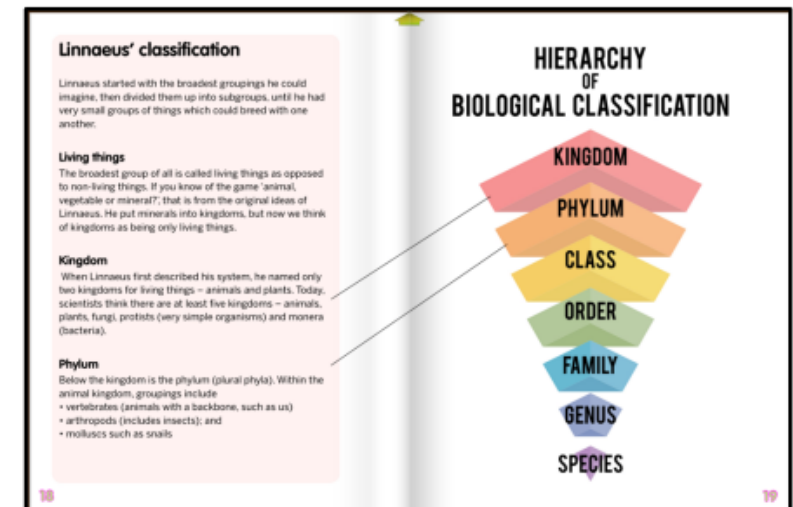 Linnaeus' classification
Linnaeus started with the broadest groupings he could
imagine, then divided them up into subgroups, until he had
very small groups of things which could breed with one
another.
Living things
The broadest group of all is called living things as opposed
to non-living things. If you know of the game 'animal,
vegetable or mineral?', that is from the original ideas of
Linnaeus. He put minerals into kingdoms, but now we think
of kingdoms as being only living things.
Kingdom
When Linnaeus first described his system, he named only
two kingdoms for living things – animals and plants. Today,
scientists think there are at least five kingdoms – animals,
plants, fungi, protists (very simple organisms) and monera
(bacteria).
Phylum
Below the kingdom is the phylum (plural phyla). Within the
animal kingdom, groupings include
• vertebrates (animals with a backbone, such as us)
• arthropods (includes insects); and
• molluscs such as snails
18
HIERARCHY
OF
BIOLOGICAL CLASSIFICATION
KINGDOM
PHYLUM
CLASS
ORDER
FAMILY
GENUS
SPECIES
19